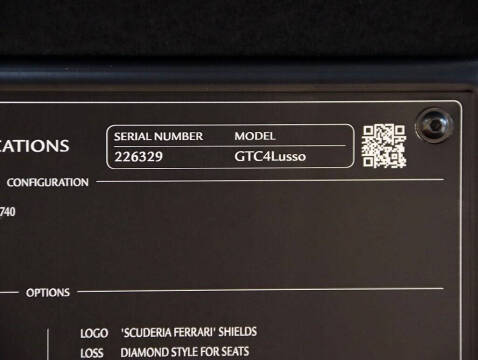 SERIAL NUMBER MODEL
CATIONS 226329 GTC4Lusso
CONFIGURATION
740
OPTIONS
LOGO 'SCUDERIA FERRARI' SHIELDS
LOSS DIAMOND STYLE FOR SEATS